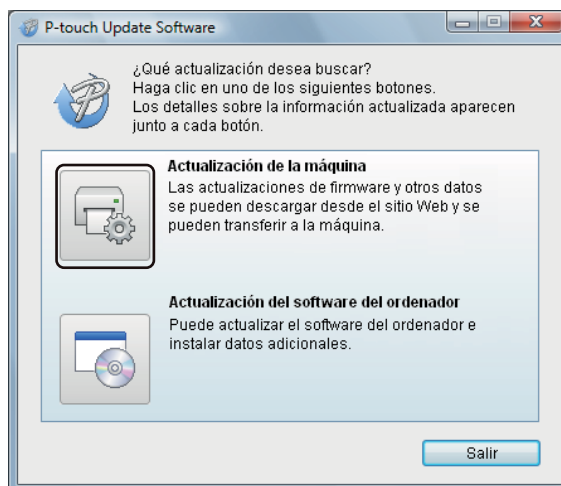 P-touch Update Software
¿Qué actualización desea buscar?
Haga clic en uno de los siguientes botones.
Los detalles sobre la información actualizada aparecen
junto a cada botón.
Actualización de la máquina
Las actualizaciones de firmware y otros datos
se pueden descargar desde el sitio Web y se
pueden transferir a la máquina.
Actualización del software del ordenador
Puede actualizar el software del ordenador e
instalar datos adicionales.
Salir